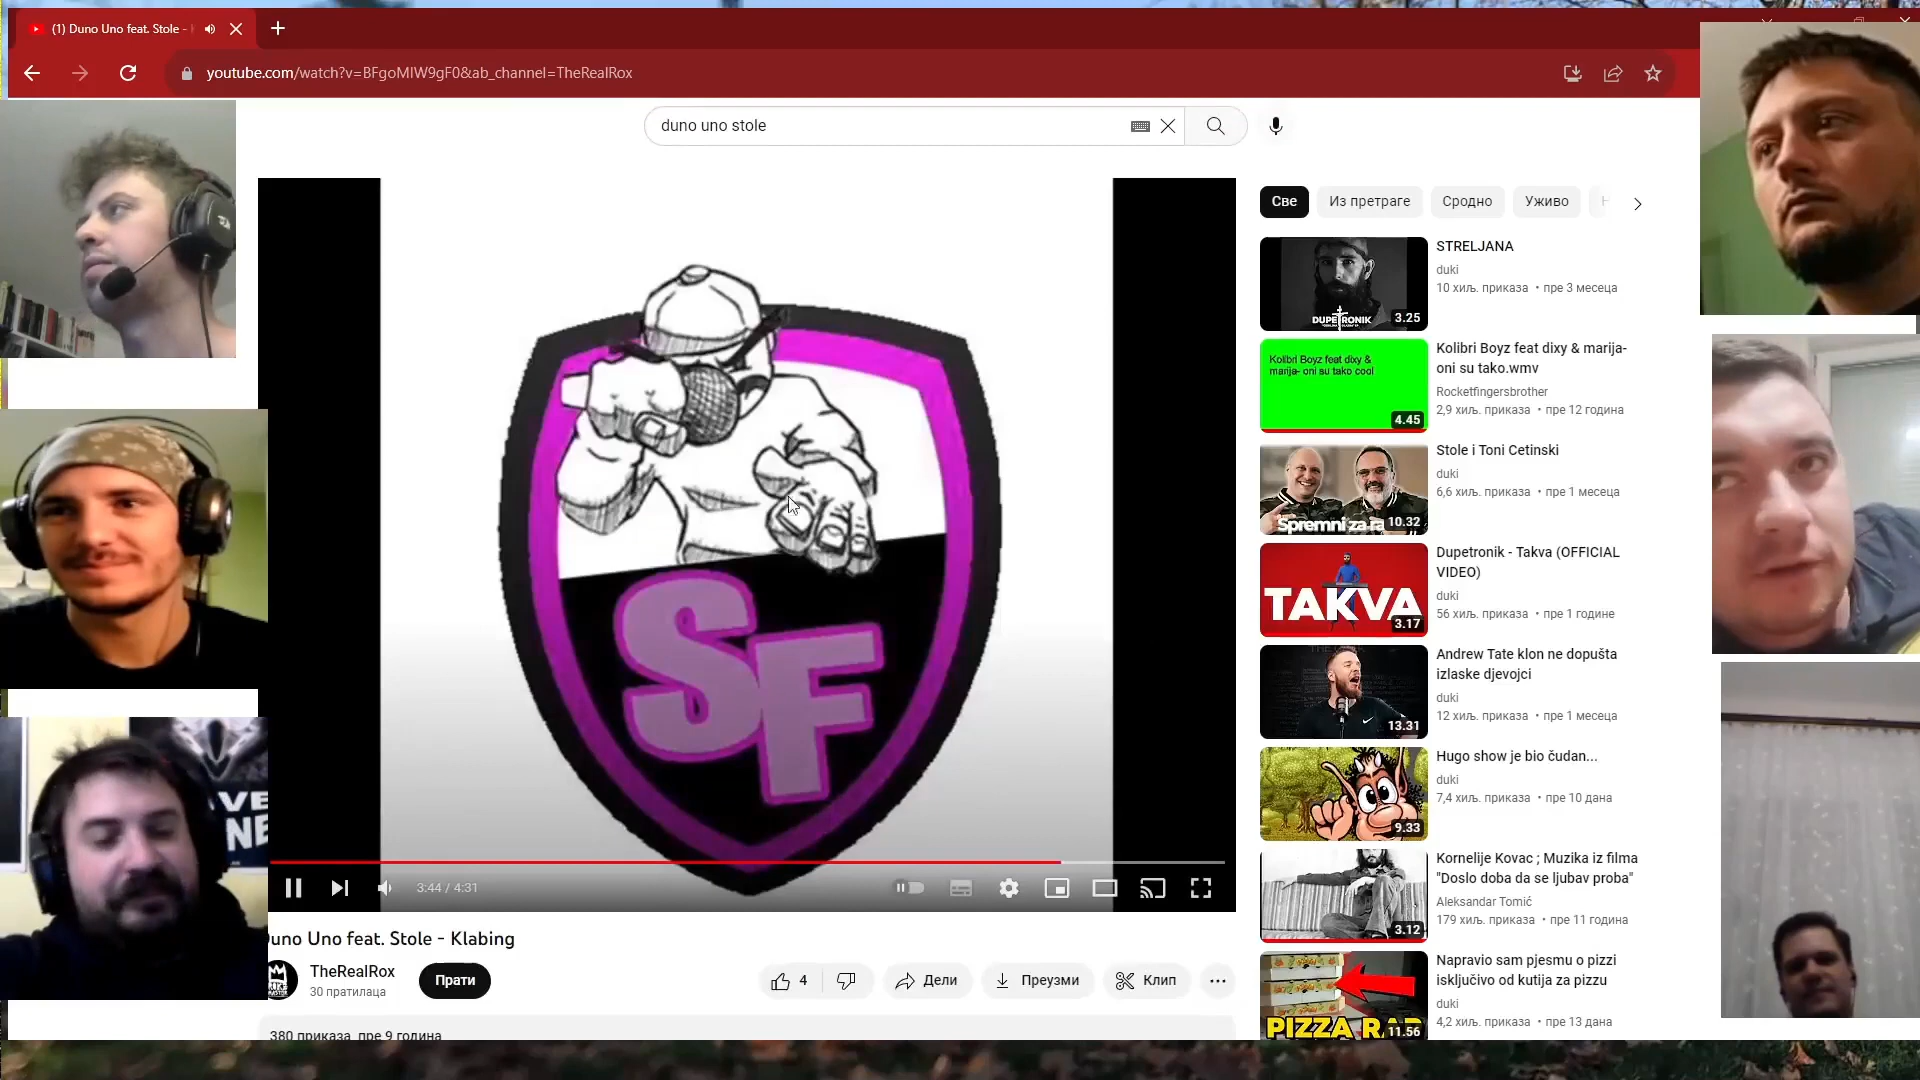 (1) Duno Uno feat. Stole -
youtube.com/watch?v=BFgoMIW9gF0&ab_channel=TheRealRox
duno uno stole
Све
Из претраге
Сродно
Уживо
STRELJANA
duki
10 хиљ. приказа • пре 3 месеца
DUPETRONIK
3.25
Kolibri Boyz feat dixy &
marija- oni su tako cool
4.45
Kolibri Boyz feat dixy & marija-
oni su tako.wmv
Rocketfingersbrother
2,9 хиљ. приказа • пре 12 година
Spremni za ra
10.32
Stole i Toni Cetinski
duki
6,6 хиљ. приказа • пре 1 месеца
TAKVA
3.17
Dupetronik - Takva (OFFICIAL
VIDEO)
duki
56 хиљ. приказа • пре 1 године
13.31
Andrew Tate klon ne dopušta
izlaske djevojci
duki
12 хиљ. приказа • пре 1 месеца
9.33
Hugo show je bio čudan...
duki
7,4 хиљ. приказа • пре 10 дана
3.12
Kornelije Kovac ; Muzika iz filma
"Doslo doba da se ljubav proba"
Aleksandar Tomić
179 хиљ. приказа • пре 11 година
PIZZA RAP
11.56
Napravio sam pjesmu o pizzi
isključivo od kutija za pizzu
duki
4,2 хиљ. приказа • пре 13 дана
SF
VE
NE
3:44 / 4:31
uno Uno feat. Stole - Klabing
TheRealRox
30 пратилаца
Прати
4
Дели
Преузми
Клип
380 приказа пре 9 година